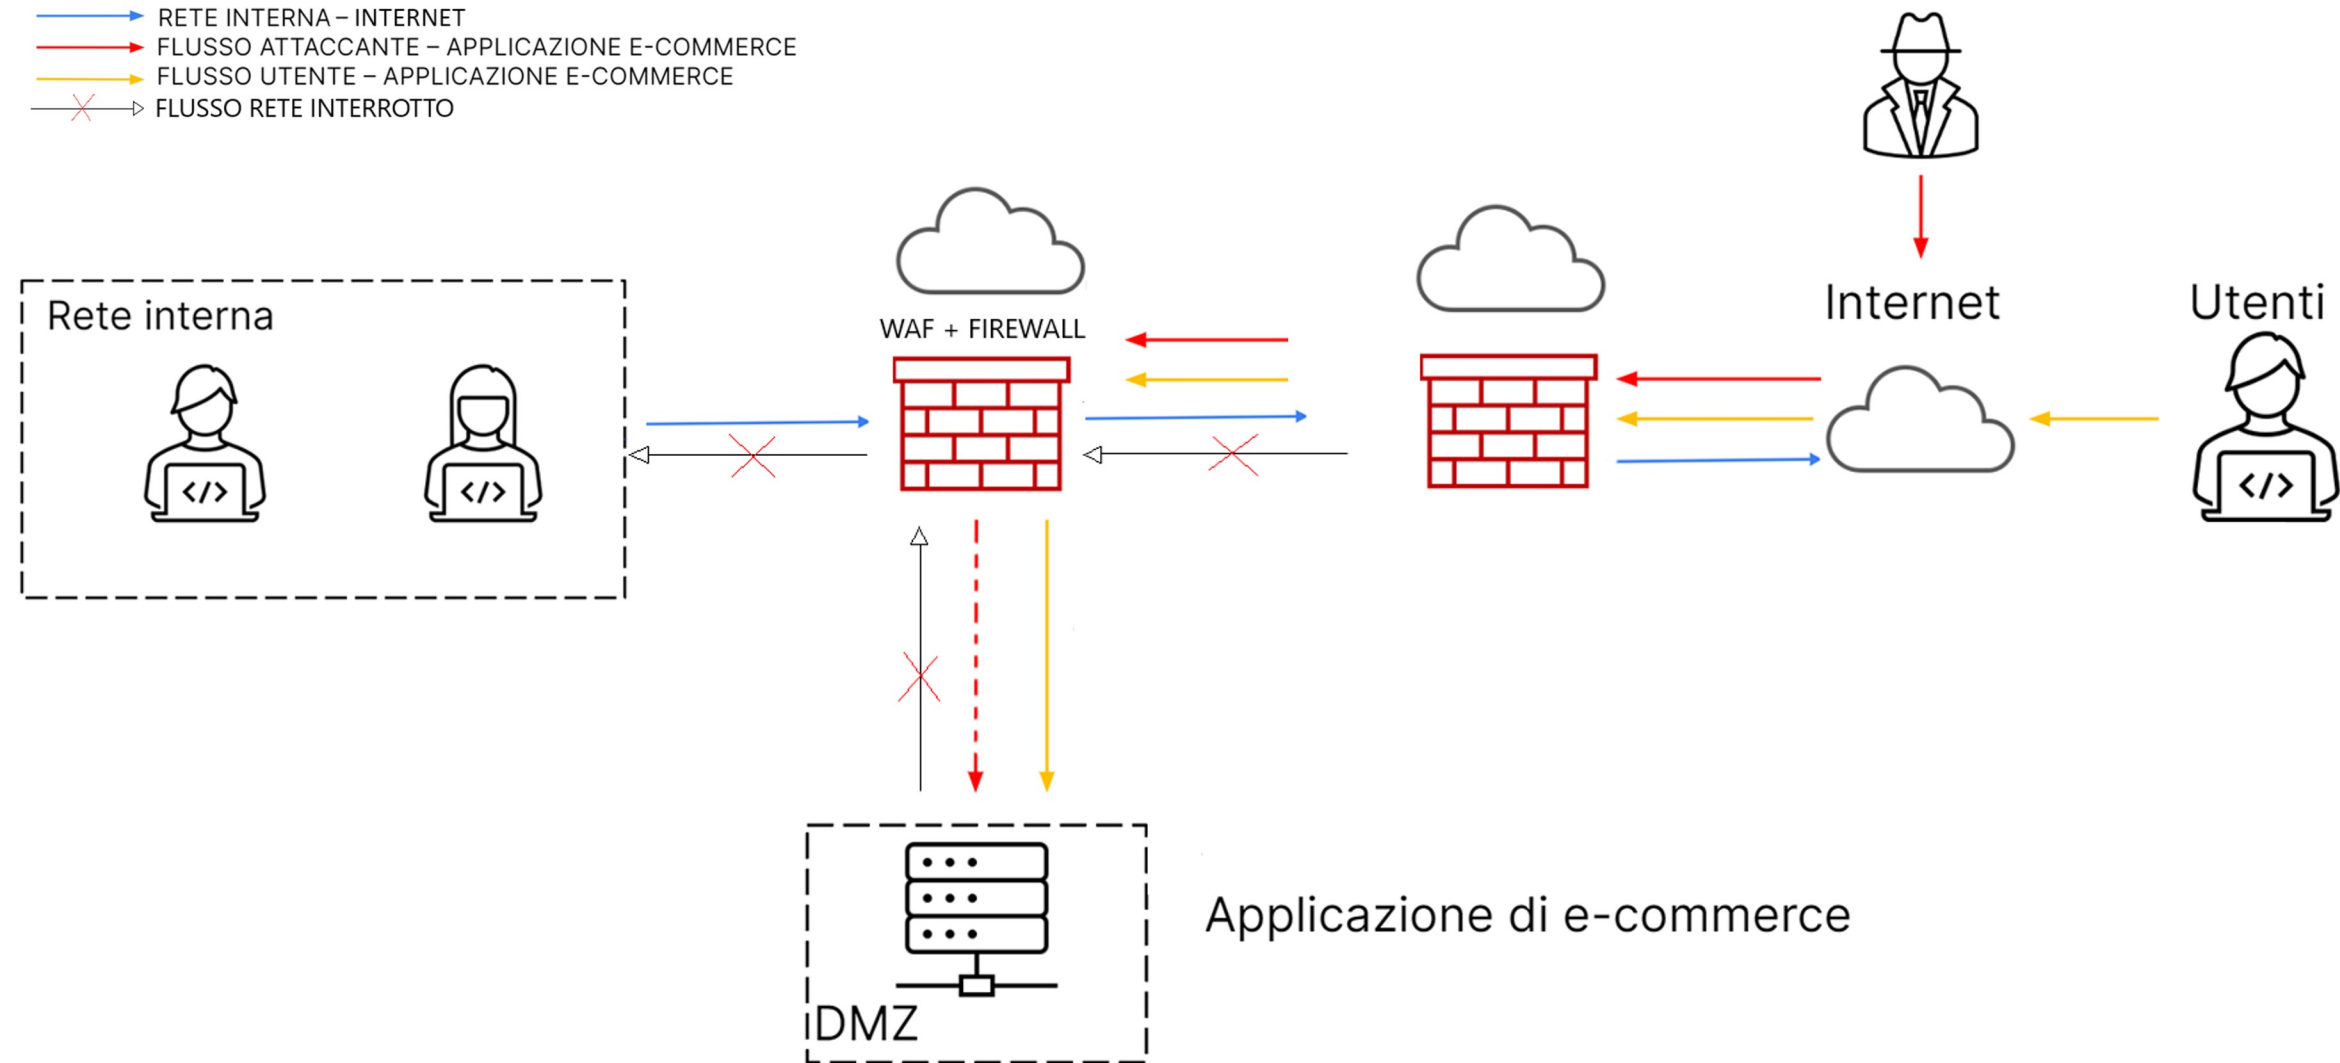 RETE INTERNA – INTERNET
FLUSSO ATTACCANTE – APPLICAZIONE E-COMMERCE
FLUSSO UTENTE – APPLICAZIONE E-COMMERCE
FLUSSO RETE INTERROTTO
Internet
Utenti
Rete interna
WAF + FIREWALL
</>
</>
</>
Applicazione di e-commerce
DMZ